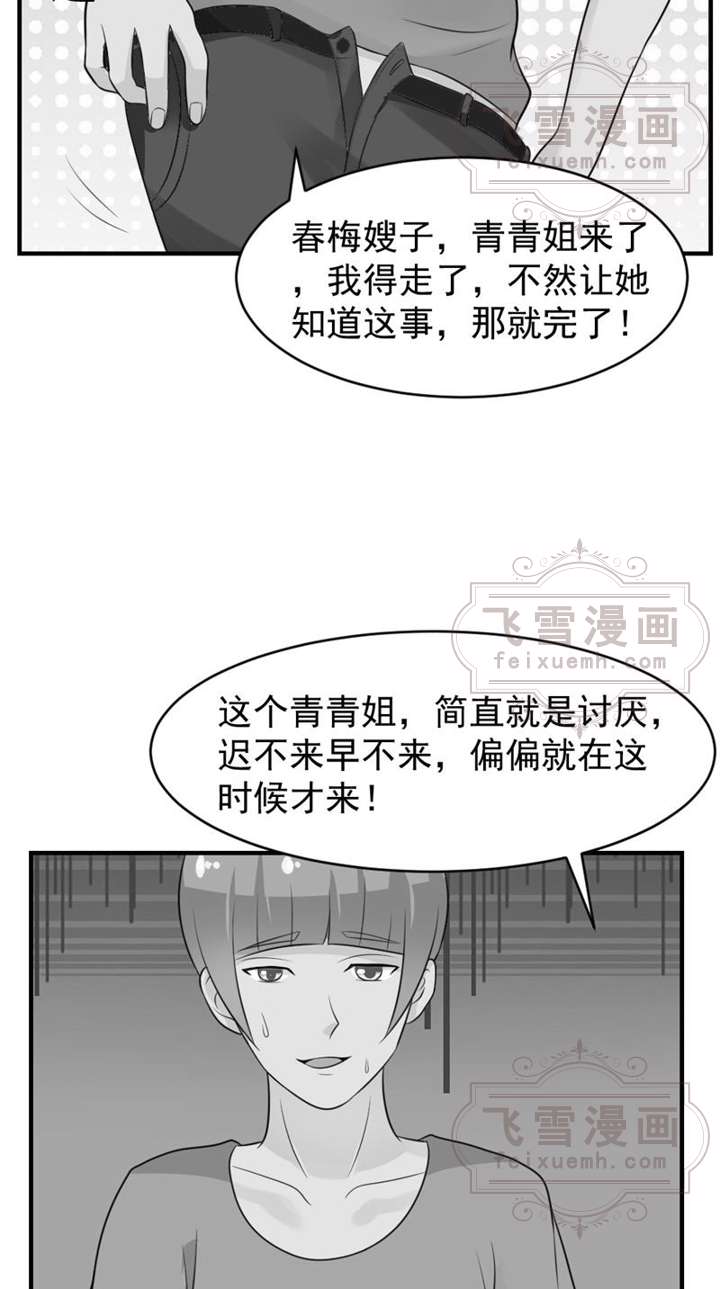 飞雪漫画
feixuemh.com
春梅嫂子，青青姐来了
，我得走了，不然让她
知道这事，那就完了！
飞雪漫画
feixuemh.com
这个青青姐，简直就是讨厌，
迟不来早不来，偏偏就在这
时候才来！
飞雪漫画
feixuemh.com